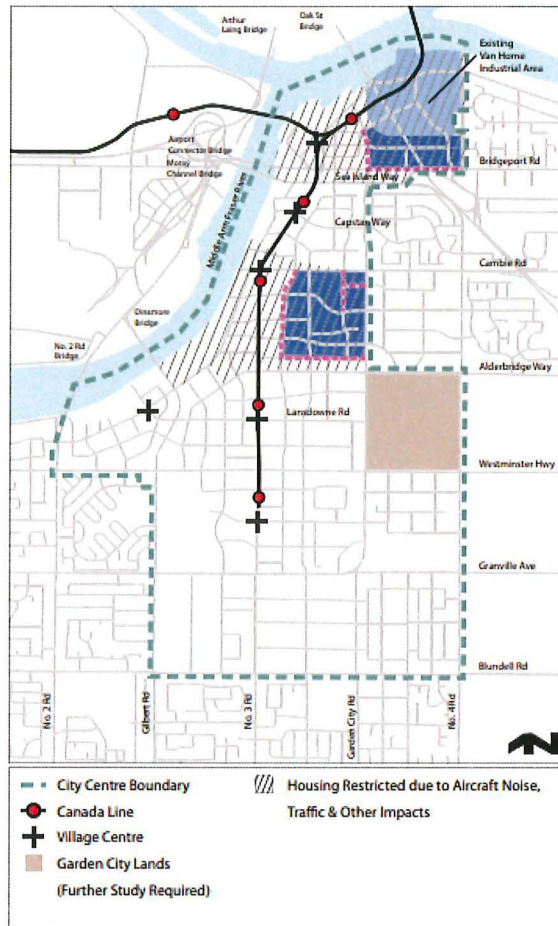 Arthur
Laing Bridge
Oak St
Bridge
Existing
Van Horne
Industrial Area
Airport
Connector Bridge
Moray
Channel Bridge
Bridgeport Rd
Sea Island Way
Middle Arm Fraser River
Capstan Way
Cambie Rd
Dinsmore
Bridge
No. 2 Rd
Bridge
Alderbridge Way
Lansdowne Rd
Westminster Hwy
Granville Ave
Blundell Rd
No. 2 Rd
Gilbert Rd
No. 3 Rd
Garden City Rd
No. 4 Rd
N
City Centre Boundary
Canada Line
Village Centre
Garden City Lands
(Further Study Required)
Housing Restricted due to Aircraft Noise,
Traffic & Other Impacts